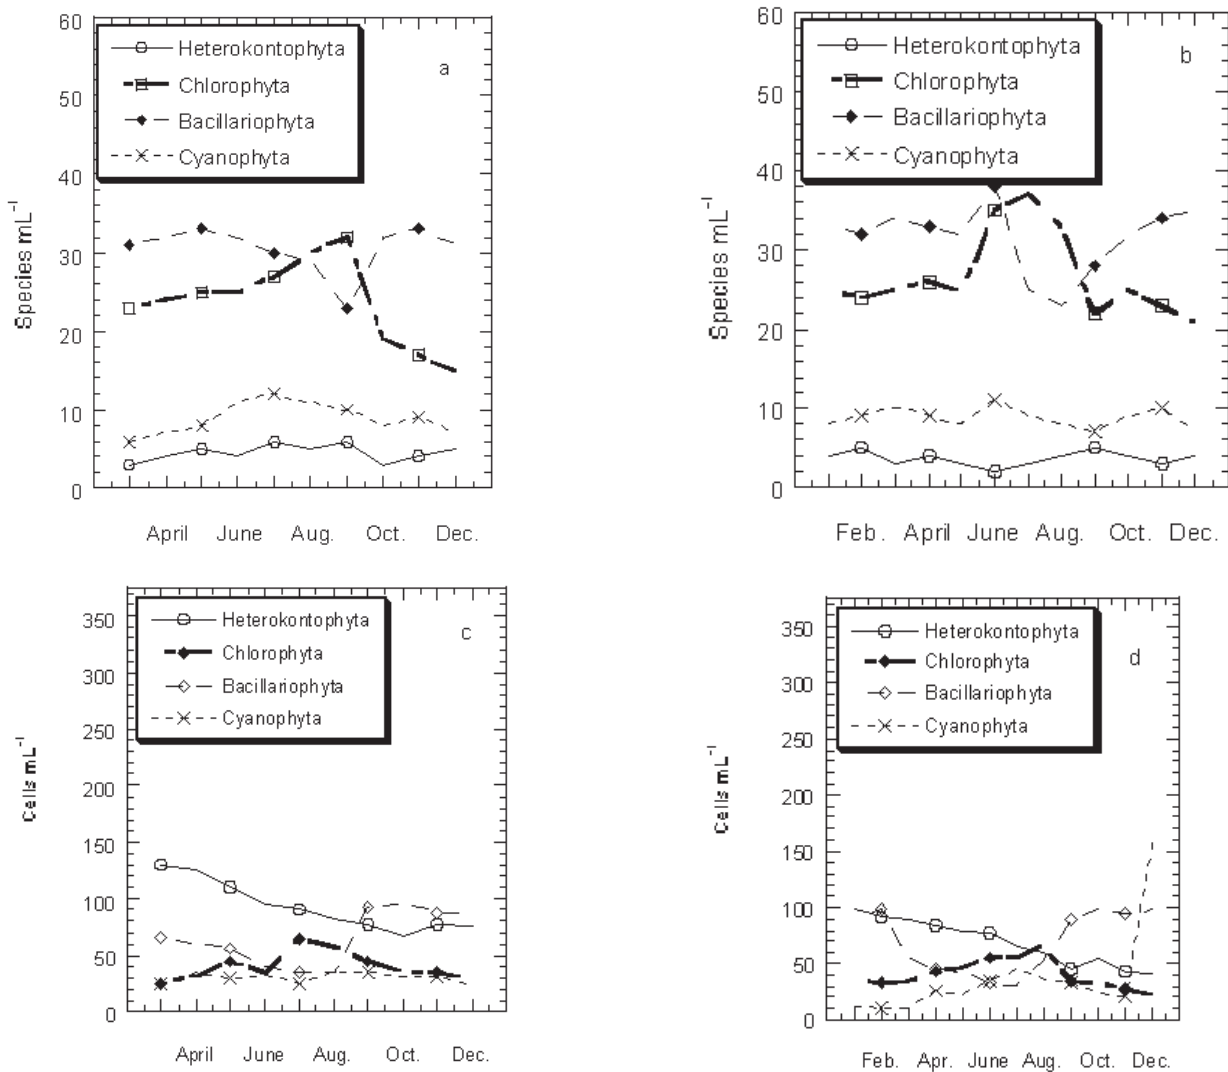 60
50
40
30
20
10
0
Species mL⁻¹
Heterokontophyta
Chlorophyta
Bacillariophyta
Cyanophyta
a
April June Aug. Oct. Dec.
60
50
40
30
20
10
0
Species mL⁻¹
Heterokontophyta
Chlorophyta
Bacillariophyta
Cyanophyta
b
Feb. April June Aug. Oct. Dec.
350
300
250
200
150
100
50
0
Cells mL⁻¹
Heterokontophyta
Chlorophyta
Bacillariophyta
Cyanophyta
c
April June Aug. Oct. Dec.
350
300
250
200
150
100
50
0
Cells mL⁻¹
Heterokontophyta
Chlorophyta
Bacillariophyta
Cyanophyta
d
Feb. Apr. June Aug. Oct. Dec.